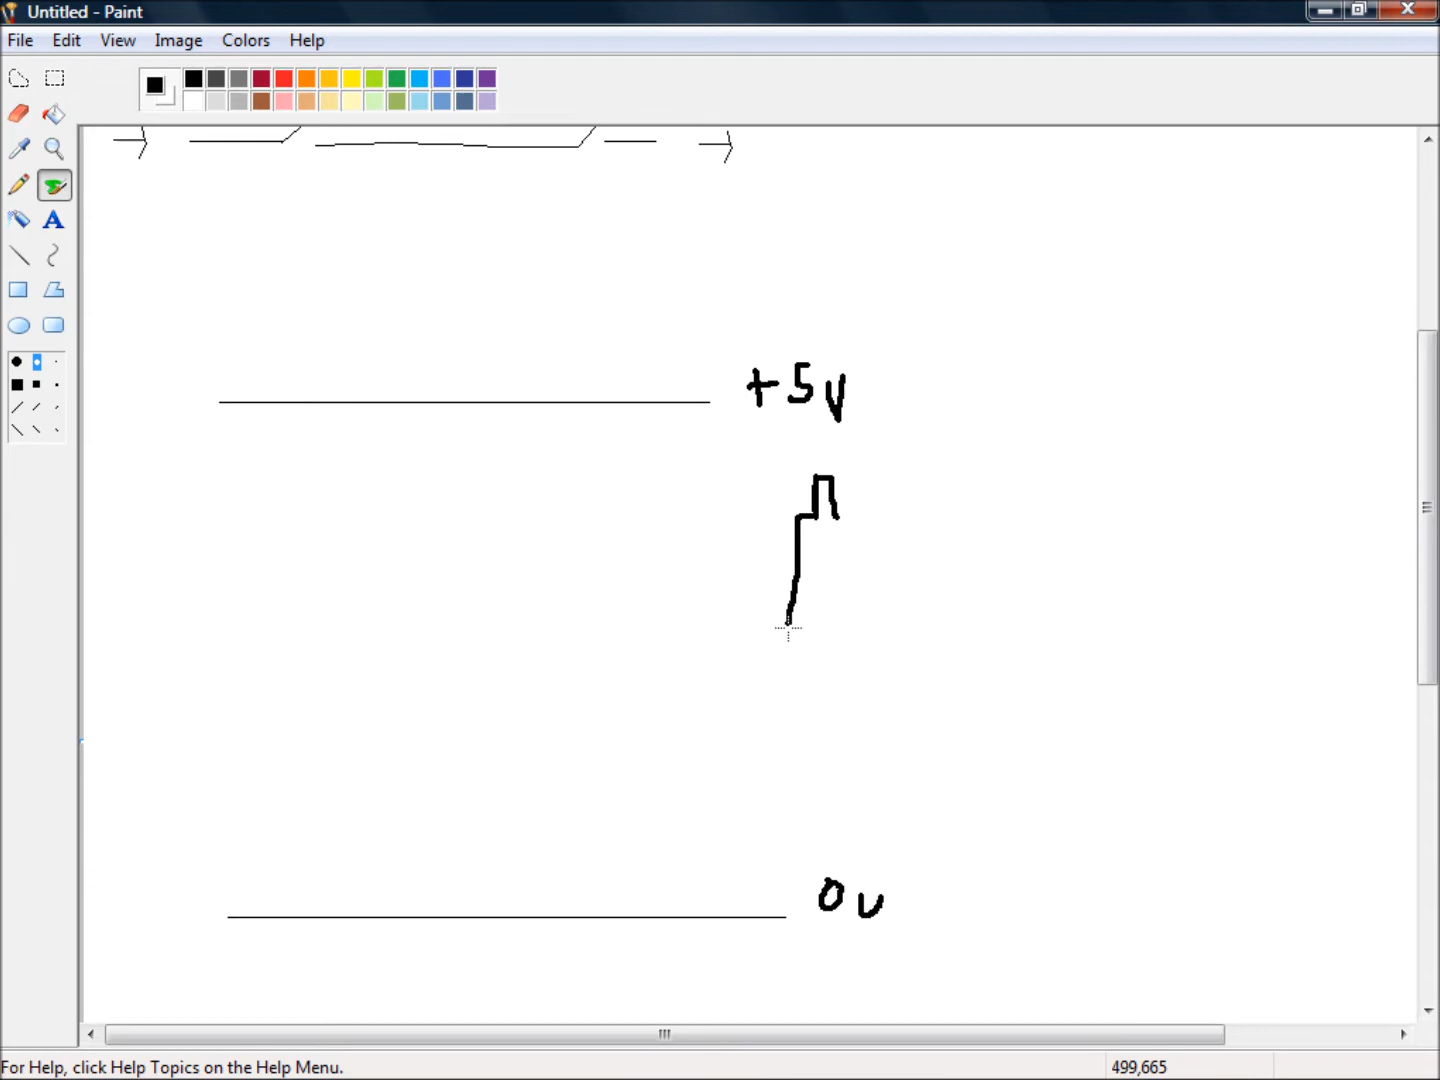 Untitled - Paint
File Edit View Image Colors Help
A
+5V
0v
For Help, click Help Topics on the Help Menu. 499,665